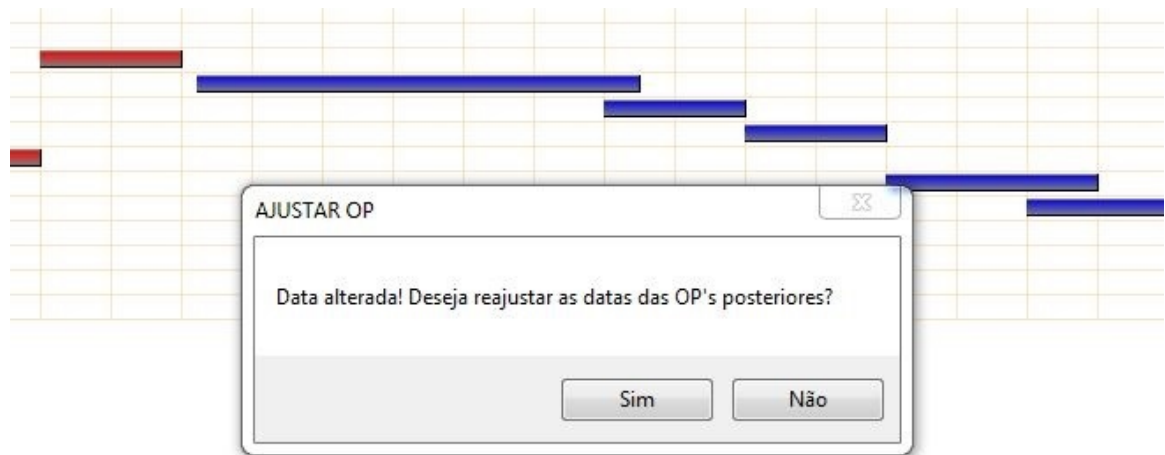 AJUSTAR OP
Data alterada! Deseja reajustar as datas das OP's posteriores?
Sim
Não